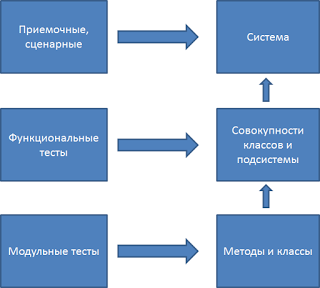 Приемочные,
сценарные
Система
Функциональные
тесты
Совокупности
классов и
подсистемы
Модульные тесты
Методы и классы